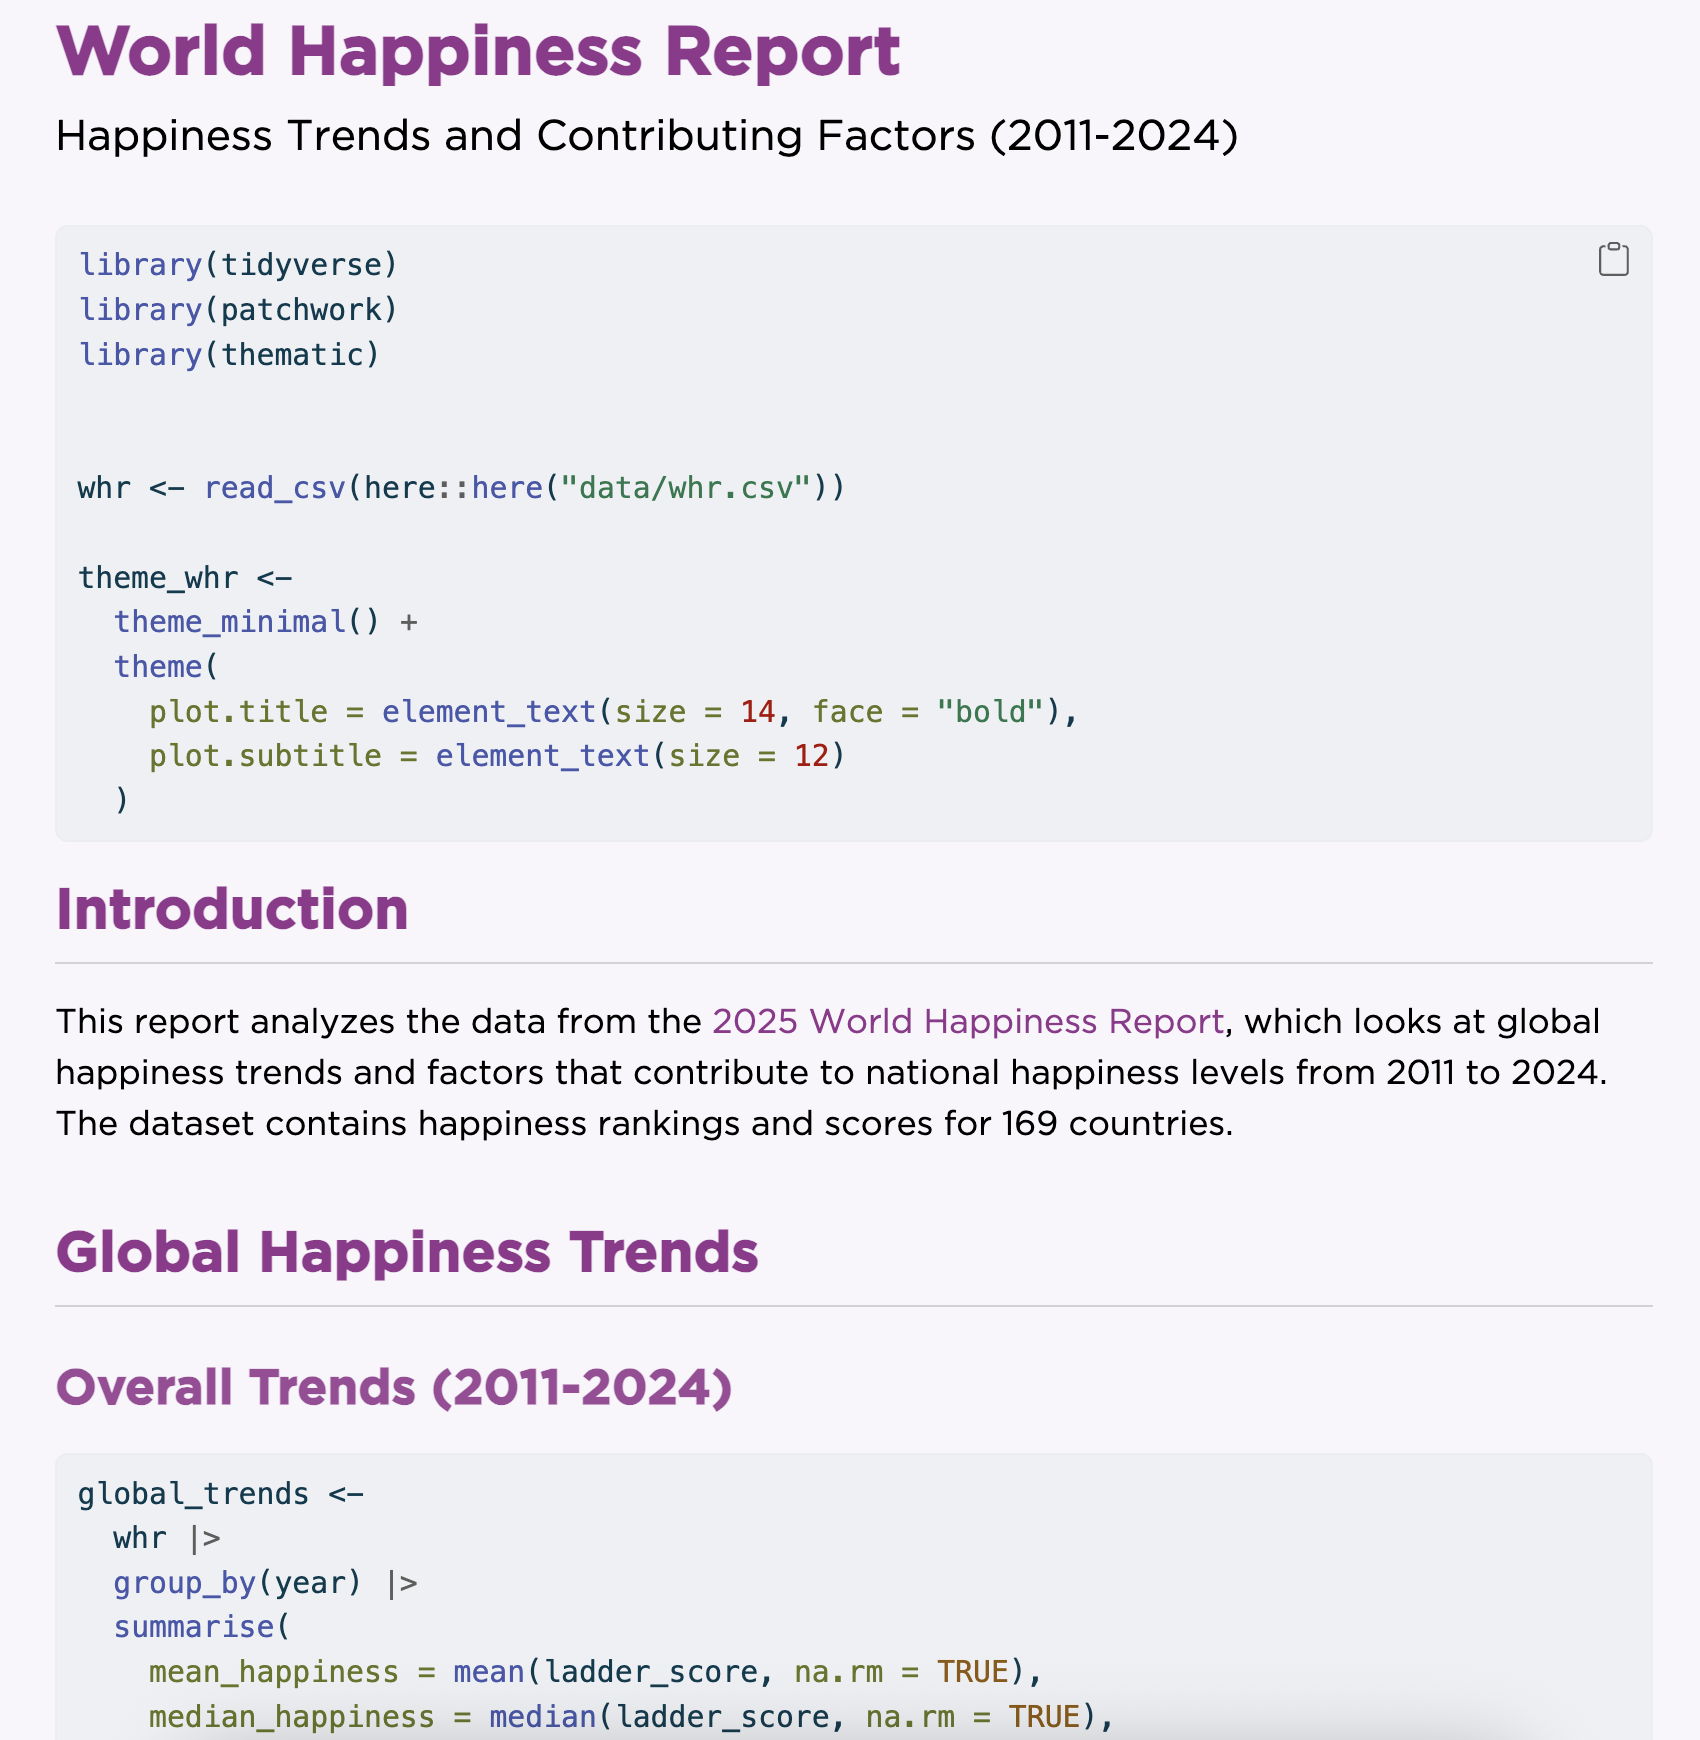 World Happiness Report
Happiness Trends and Contributing Factors (2011-2024)
library(tidyverse)
library(patchwork)
library(thematic)
whr <- read_csv(here::here("data/whr.csv"))
theme_whr <-
  theme_minimal() +
  theme(
    plot.title = element_text(size = 14, face = "bold"),
    plot.subtitle = element_text(size = 12)
  )
Introduction
This report analyzes the data from the 2025 World Happiness Report, which looks at global
happiness trends and factors that contribute to national happiness levels from 2011 to 2024.
The dataset contains happiness rankings and scores for 169 countries.
Global Happiness Trends
Overall Trends (2011-2024)
global_trends <-
  whr |>
  group_by(year) |>
  summarise(
    mean_happiness = mean(ladder_score, na.rm = TRUE),
    median_happiness = median(ladder_score, na.rm = TRUE),